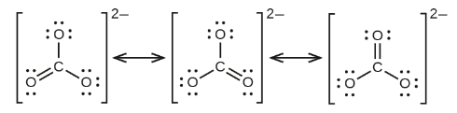 2– 2– 2–
O O O
C C C
O O O O O O